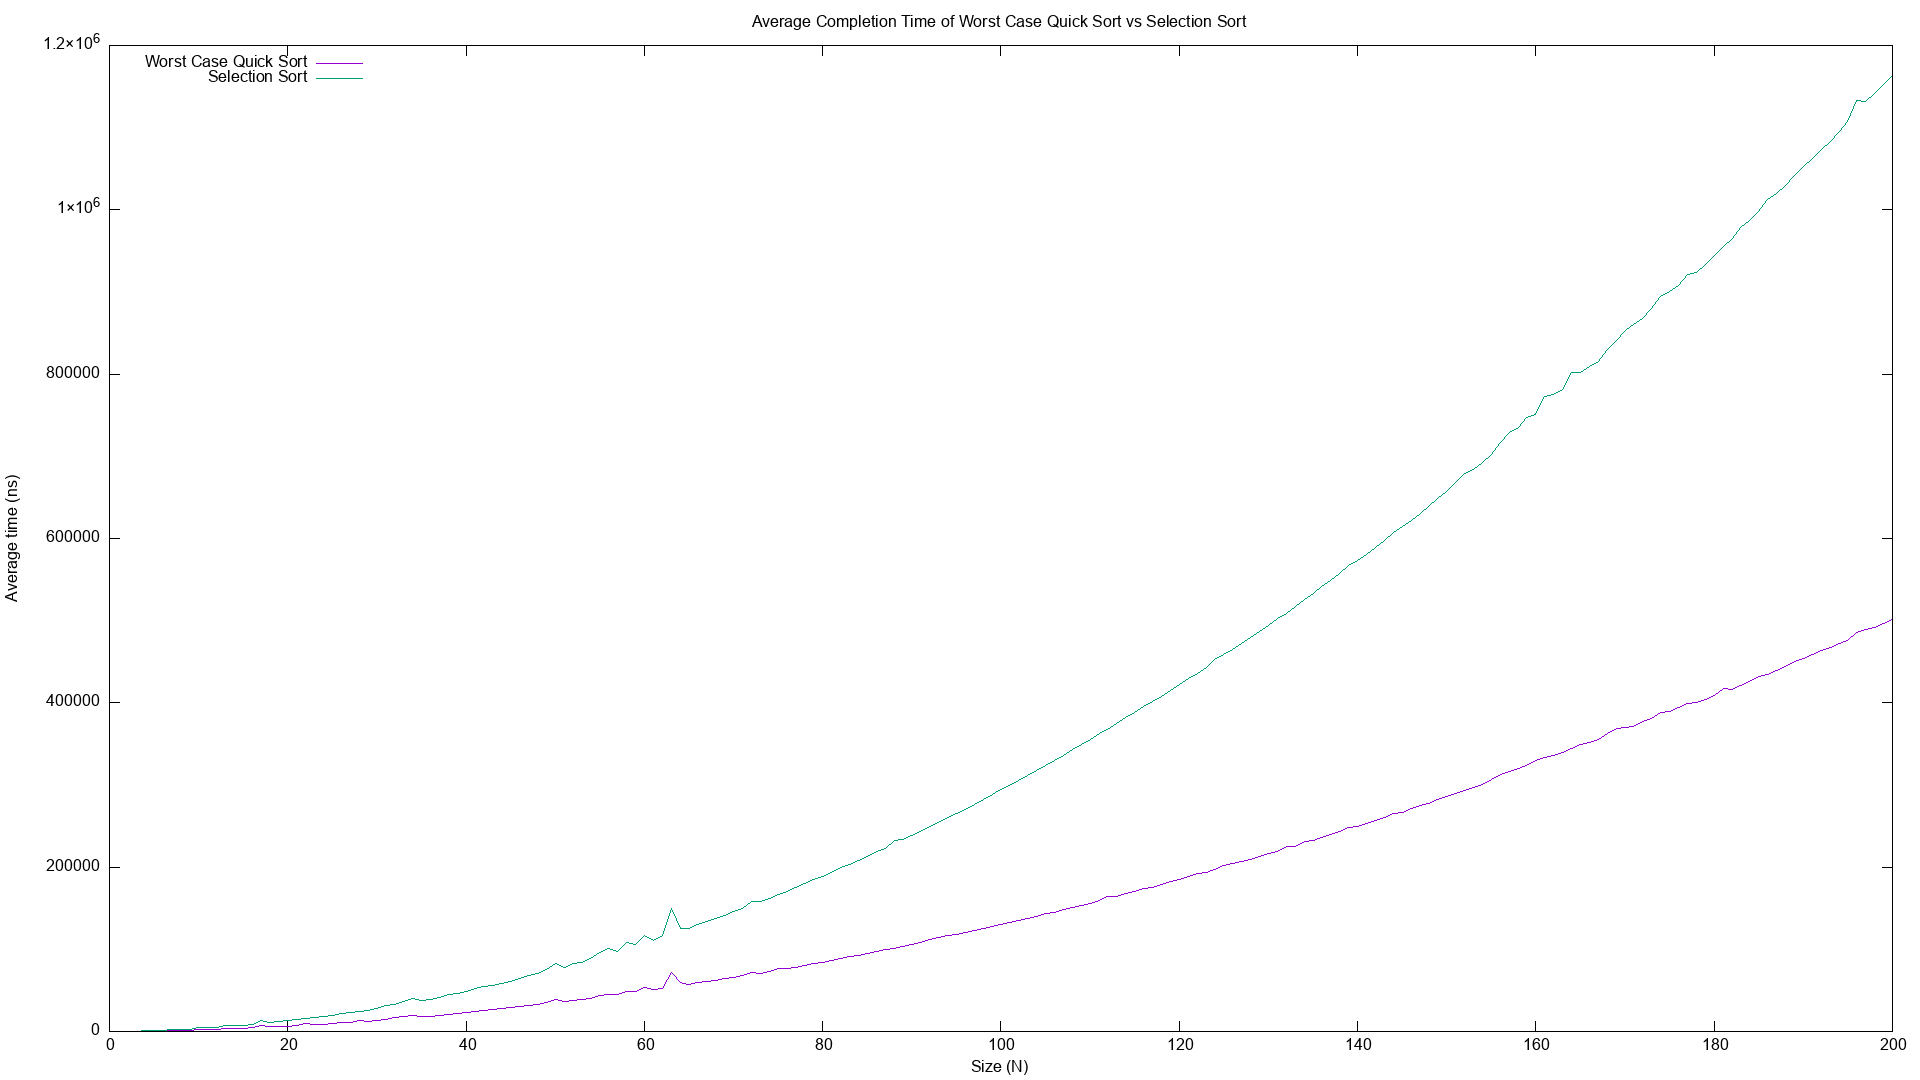 Average Completion Time of Worst Case Quick Sort vs Selection Sort
1.2×10⁶
Worst Case Quick Sort
Selection Sort
1×10⁶
800000
600000
Average time (ns)
400000
200000
0
0 20 40 60 80 100 120 140 160 180 200
Size (N)